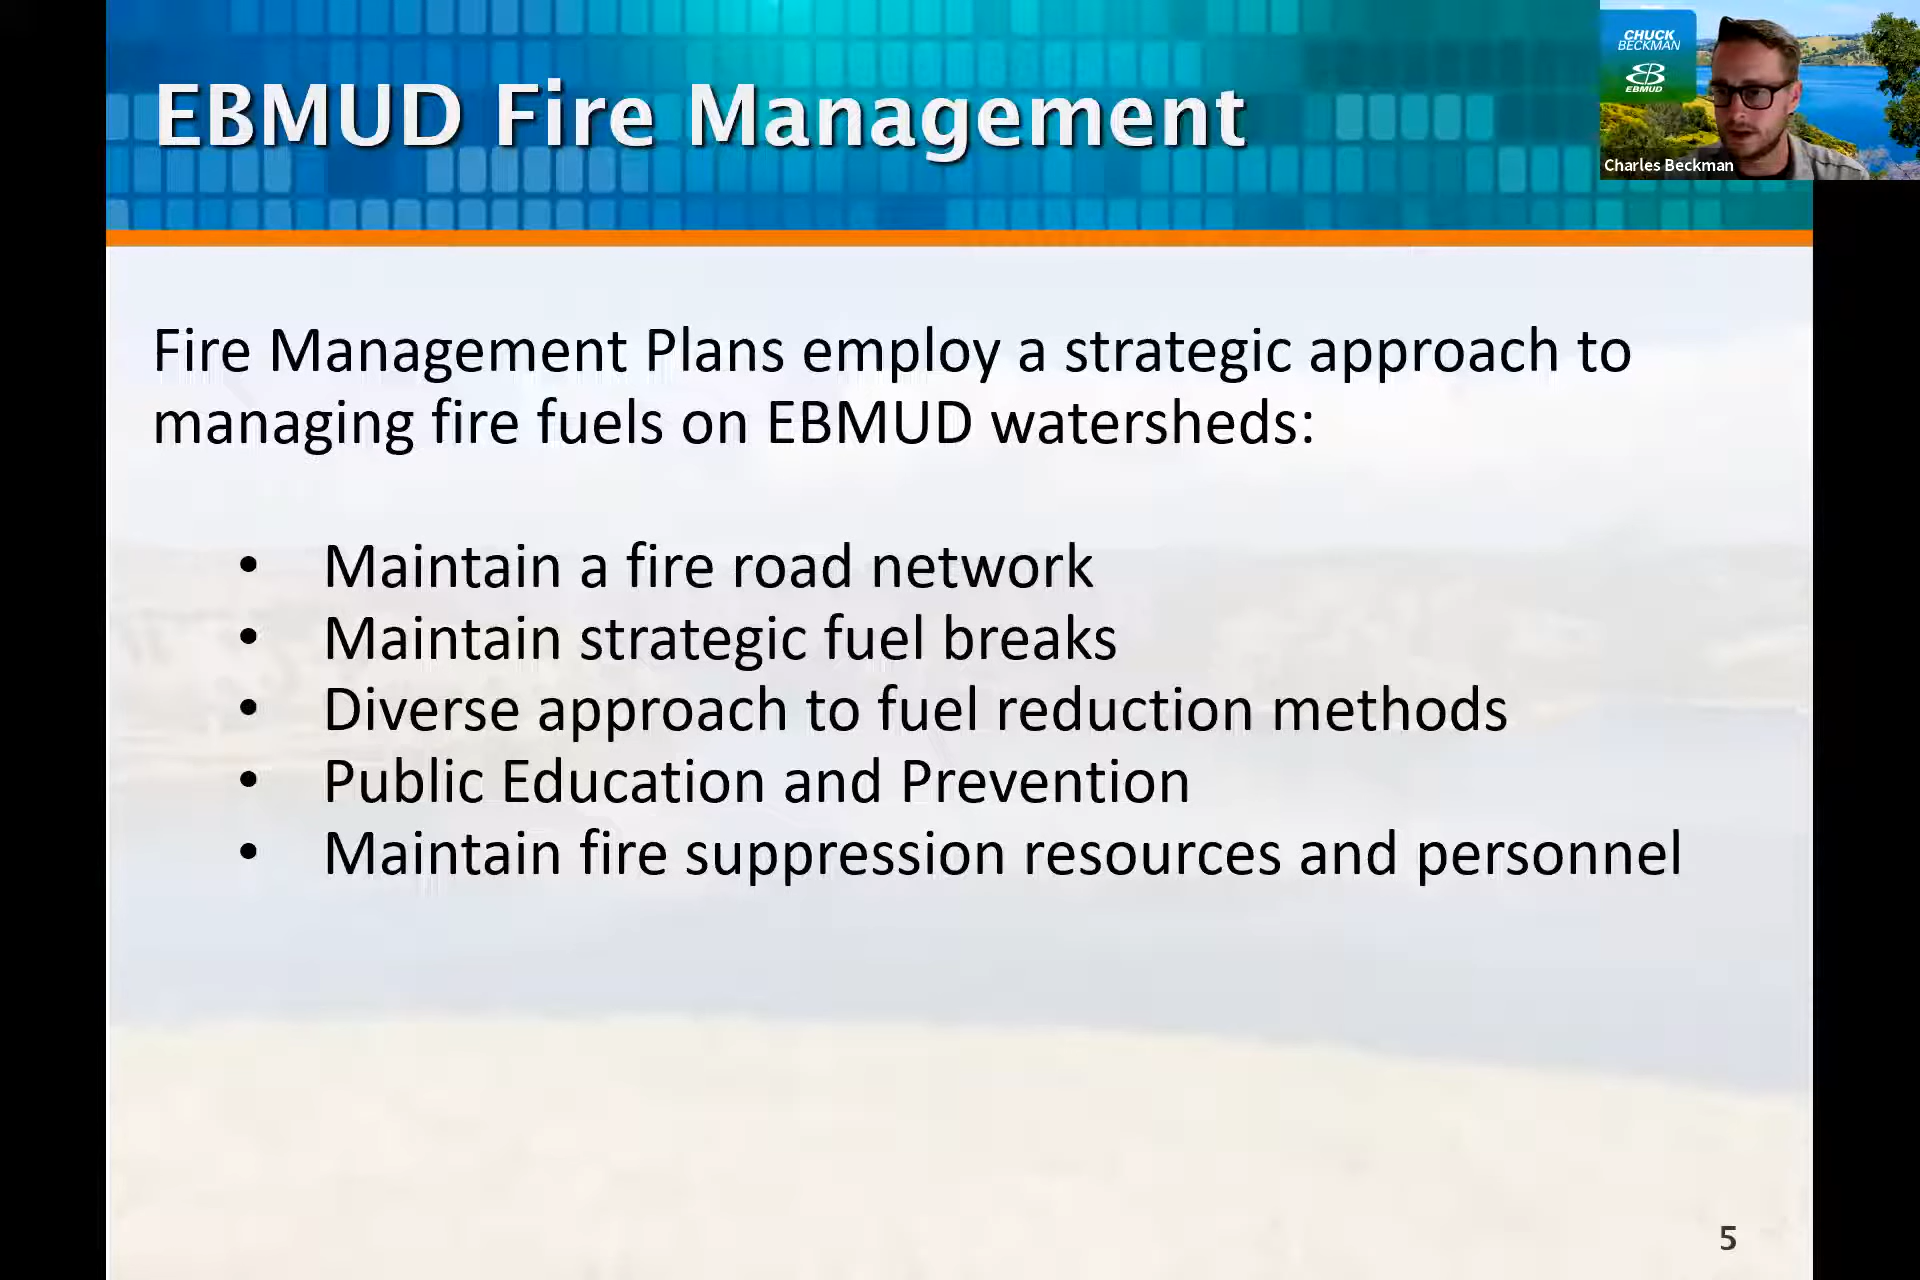 EBMUD Fire Management
CHUCK
BECKMAN
EBMUD
Charles Beckman
Fire Management Plans employ a strategic approach to
managing fire fuels on EBMUD watersheds:
• Maintain a fire road network
• Maintain strategic fuel breaks
• Diverse approach to fuel reduction methods
• Public Education and Prevention
• Maintain fire suppression resources and personnel
5